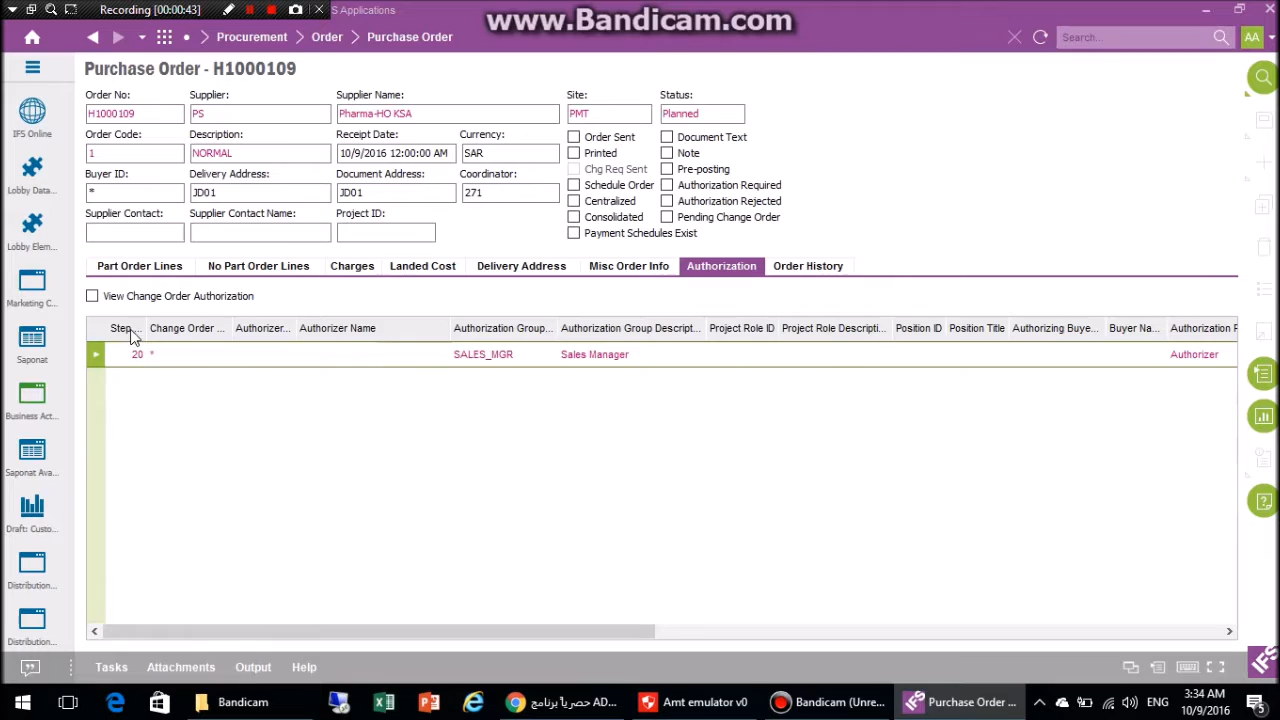 Recording [00:00:43]
S Applications
www.Bandicam.com
Procurement
Order
Purchase Order
Search...
AA
Purchase Order - H1000109
Order No:
Supplier:
Supplier Name:
Site:
Status:
H1000109
PS
Pharma-HO KSA
PMT
Planned
Order Code:
Description:
Receipt Date:
Currency:
1
NORMAL
10/9/2016 12:00:00 AM
SAR
Buyer ID:
Delivery Address:
Document Address:
Coordinator:
*
JD01
JD01
271
Supplier Contact:
Supplier Contact Name:
Project ID:
Order Sent
Document Text
Printed
Note
Chg Req Sent
Pre-posting
Schedule Order
Authorization Required
Centralized
Authorization Rejected
Consolidated
Pending Change Order
Payment Schedules Exist
Part Order Lines
No Part Order Lines
Charges
Landed Cost
Delivery Address
Misc Order Info
Authorization
Order History
View Change Order Authorization
Step...
Change Order ...
Authorizer...
Authorizer Name
Authorization Group...
Authorization Group Descript...
Project Role ID
Project Role Descripti...
Position ID
Position Title
Authorizing Buye...
Buyer Na...
Authorization R
20
*
SALES_MGR
Sales Manager
Authorizer
IFS Online
Lobby Data...
Lobby Elem...
Marketing C...
Saponat
Business Act...
Saponat Ava...
Draft: Custo...
Distribution...
Distribution...
Tasks
Attachments
Output
Help
IFS
Bandicam
حصرياً برنامج AD...
Amt emulator v0
Bandicam (Unre...
Purchase Order ...
ENG
3:34 AM
10/9/2016
5